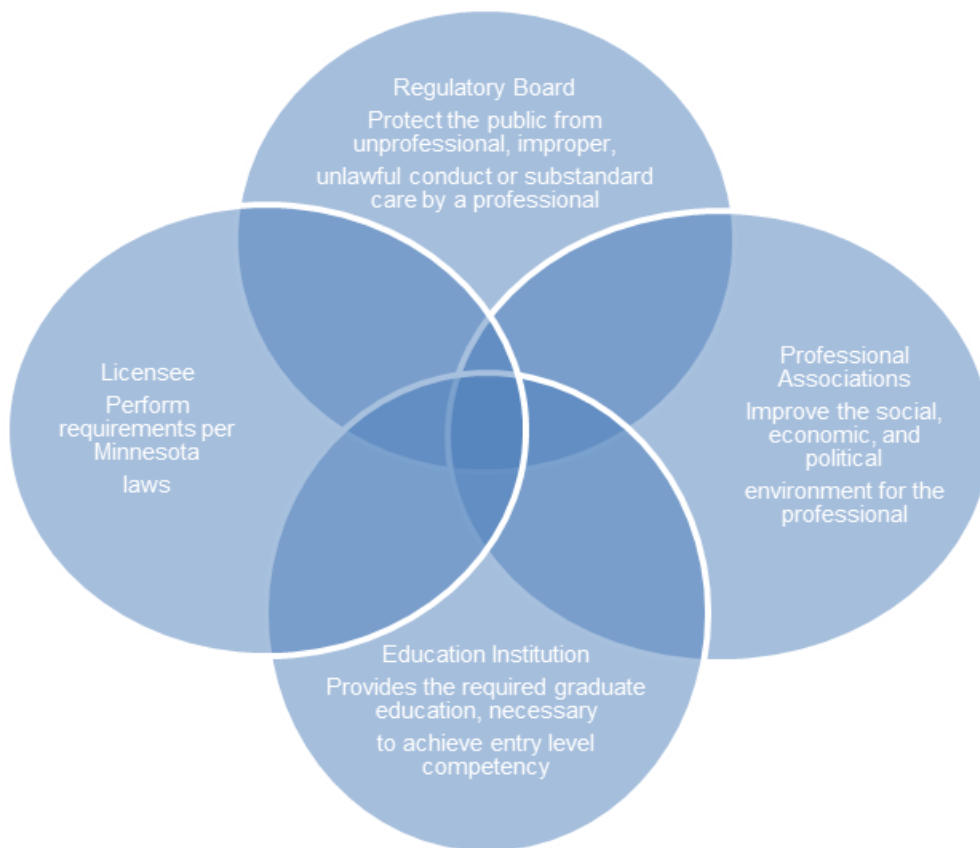 Regulatory Board
Protect the public from
unprofessional, improper,
unlawful conduct or substandard
care by a professional
Licensee
Perform
requirements per
Minnesota
laws
Professional
Associations
Improve the social,
economic, and
political
environment for the
professional
Education Institution
Provides the required graduate
education, necessary
to achieve entry level
competency